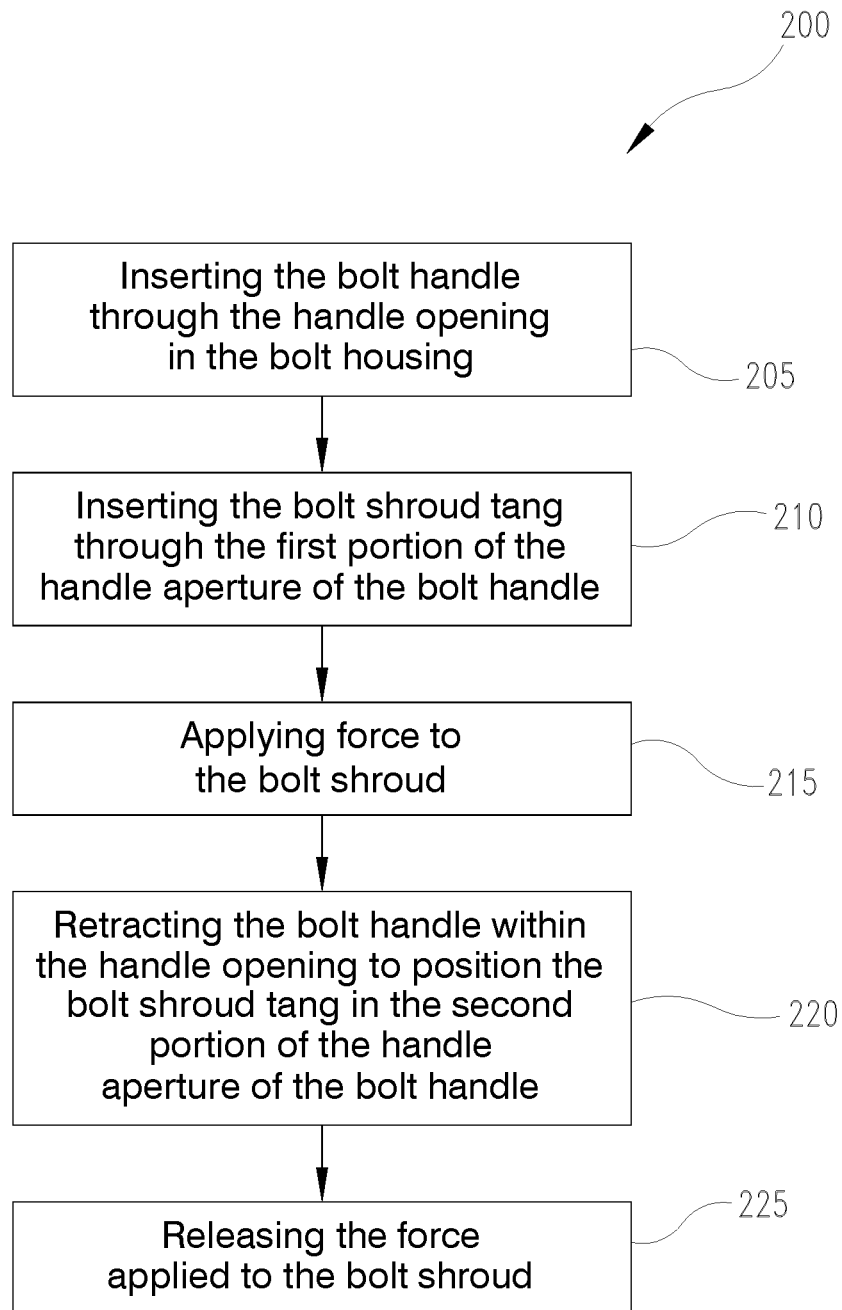 200
Inserting the bolt handle
through the handle opening
in the bolt housing
205
Inserting the bolt shroud tang
through the first portion of the
handle aperture of the bolt handle
210
Applying force to
the bolt shroud
215
Retracting the bolt handle within
the handle opening to position the
bolt shroud tang in the second
portion of the handle
aperture of the bolt handle
220
Releasing the force
applied to the bolt shroud
225